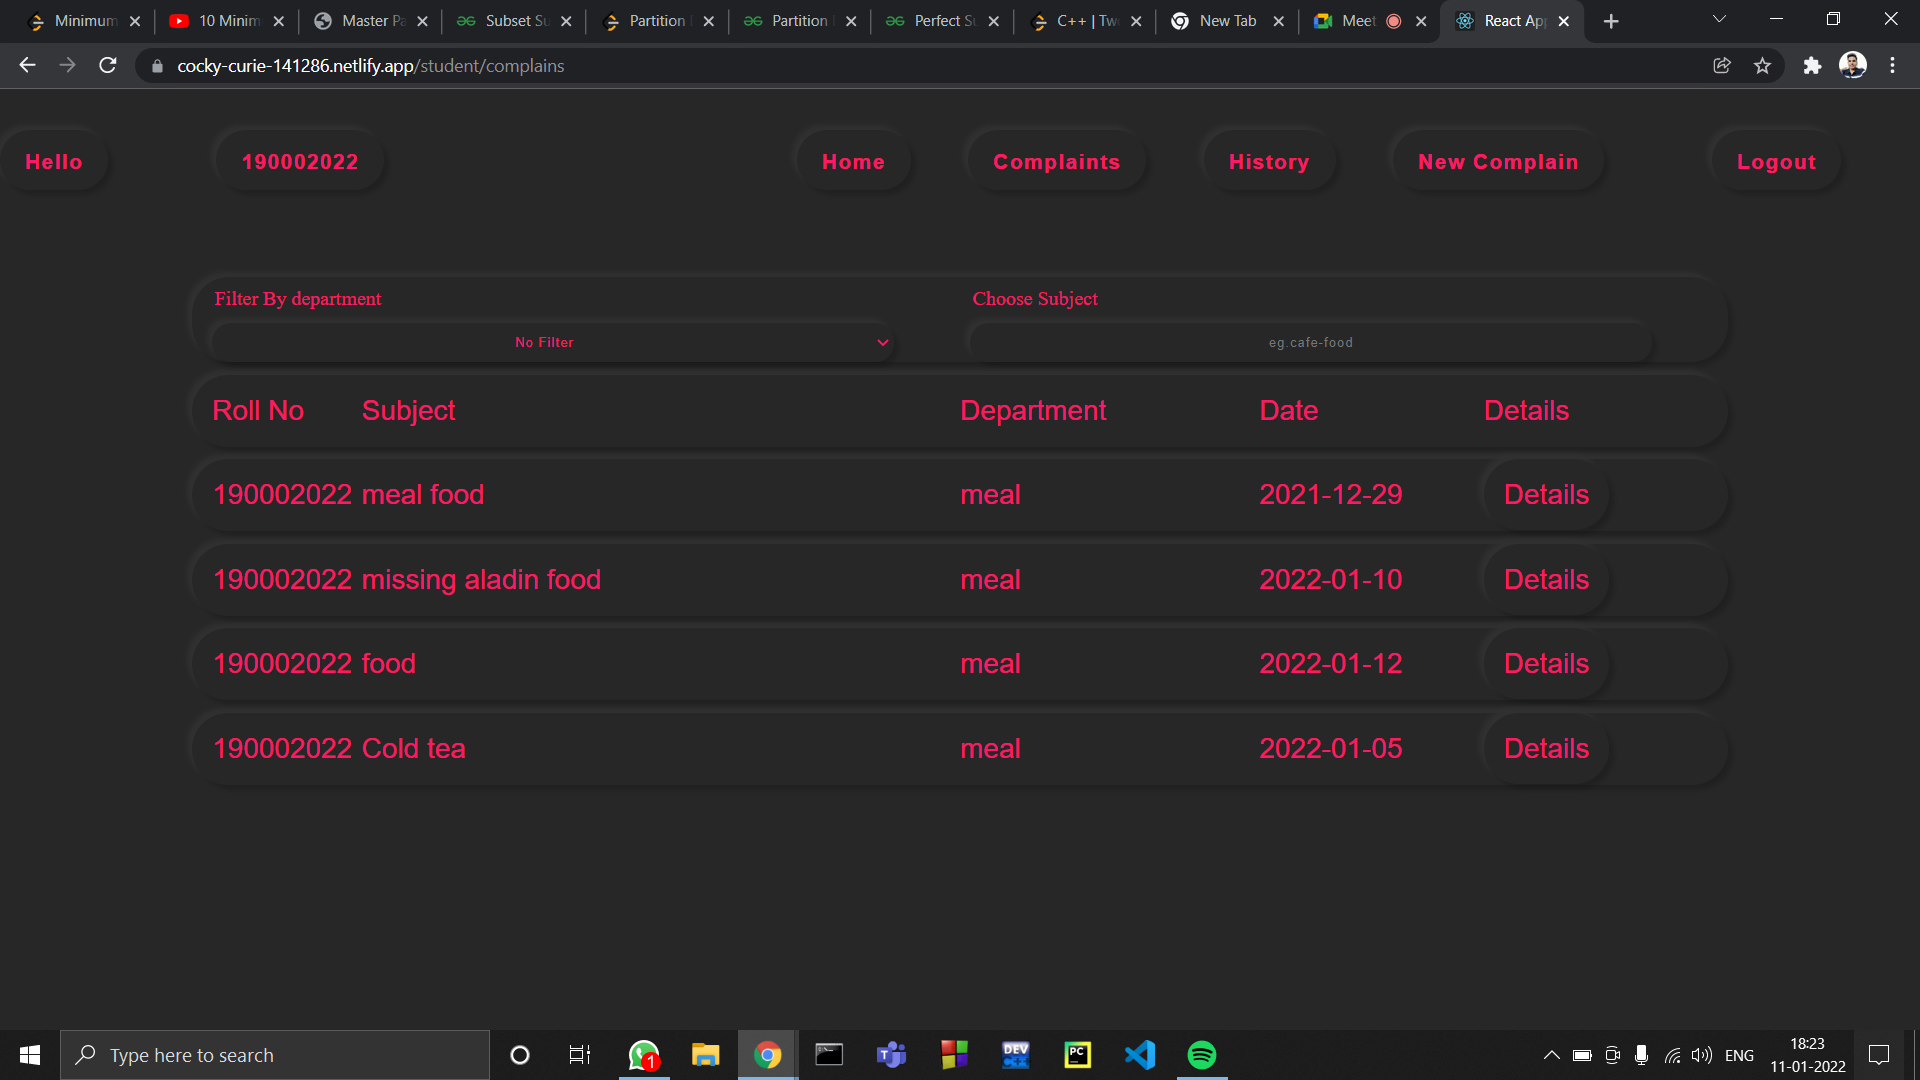 Minimum
10 Minim
Master Pa
Subset Su
Partition
Partition
Perfect Su
C++ | Two
New Tab
Meet
React App
cocky-curie-141286.netlify.app/student/complains
Hello
190002022
Home
Complaints
History
New Complain
Logout
Filter By department
Choose Subject
No Filter
eg.cafe-food
Roll No Subject Department Date Details
190002022 meal food meal 2021-12-29 Details
190002022 missing aladin food meal 2022-01-10 Details
190002022 food meal 2022-01-12 Details
190002022 Cold tea meal 2022-01-05 Details
Type here to search
1
DEV
C++
PC
ENG
18:23
11-01-2022